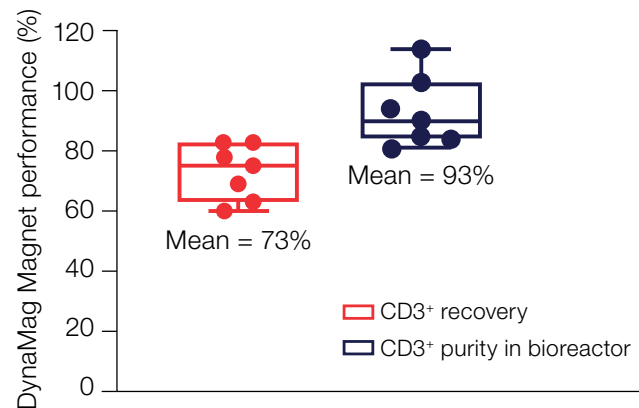 DynaMag Magnet performance (%)
120
100
80
60
40
20
0
Mean = 73%
Mean = 93%
CD3⁺ recovery
CD3⁺ purity in bioreactor